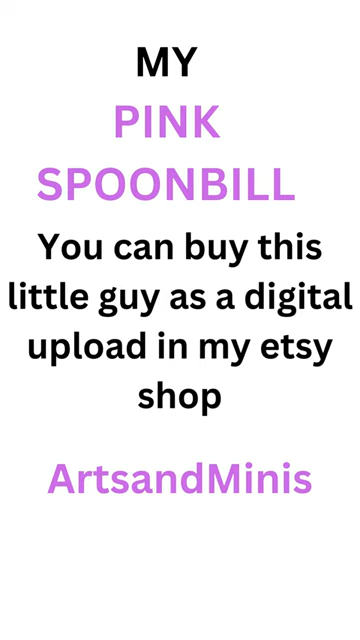 MY
PINK
SPOONBILL
You can buy this
little guy as a digital
upload in my etsy
shop
ArtsandMinis